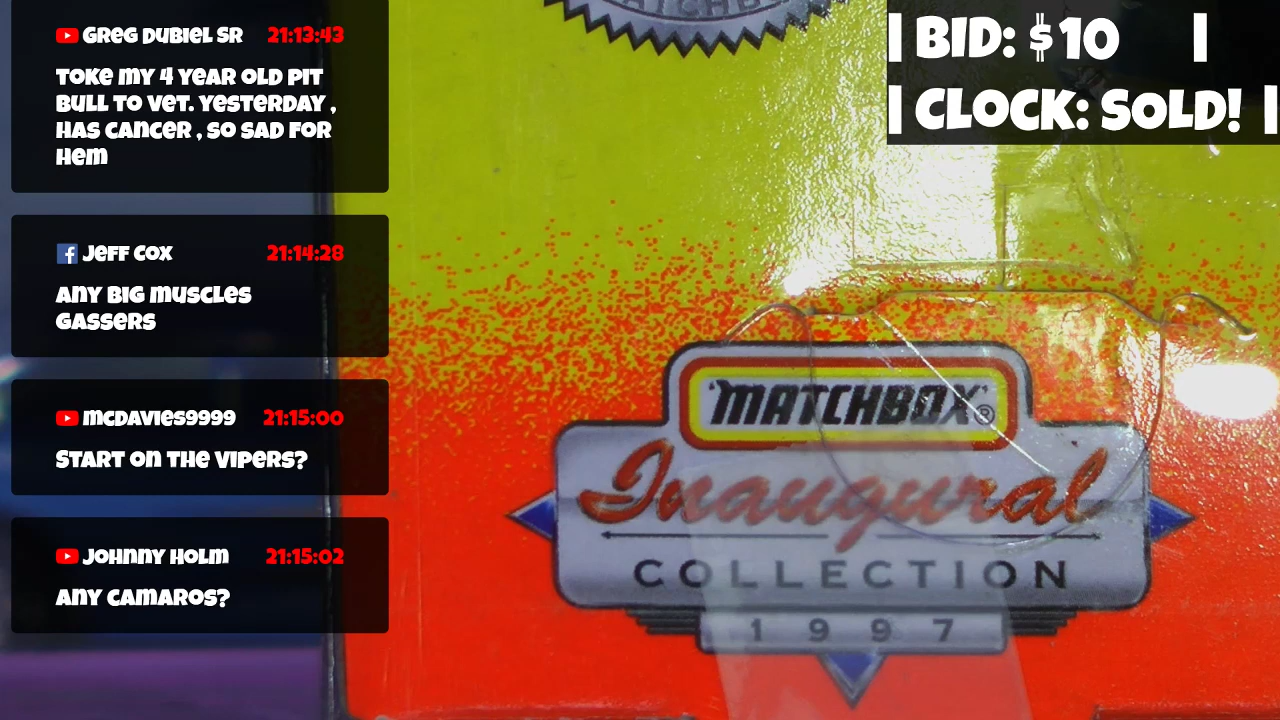 Greg Dubiel Sr 21:13:43
Toke my 4 year old pit
bull to vet. Yesterday ,
has cancer , so sad for
hem
Jeff Cox 21:14:28
Any big muscles
gassers
mcdavies9999 21:15:00
Start on the Vipers?
Johnny Holm 21:15:02
Any Camaros?
MATCHB
| BID: $10 |
| CLOCK: SOLD! |
'MATCHBOX'®
Inaugural
COLLECTION
1997